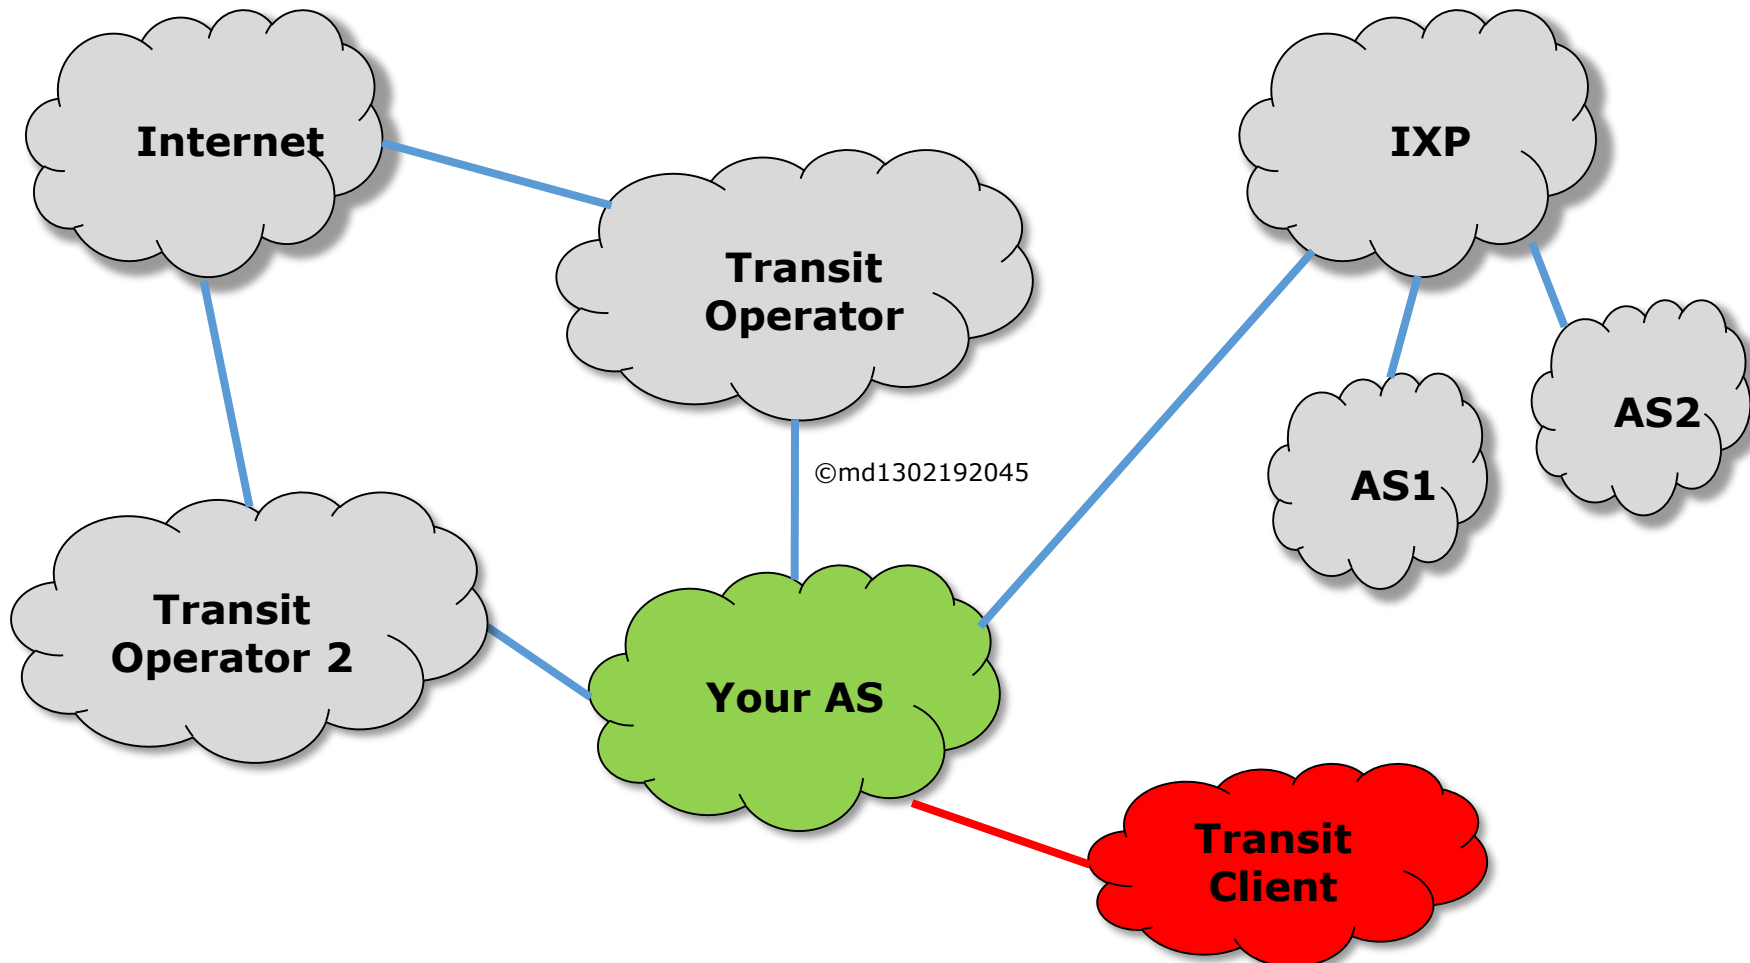 Internet
IXP
Transit
Operator
AS2
©md1302192045
AS1
Transit
Operator 2
Your AS
Transit
Client